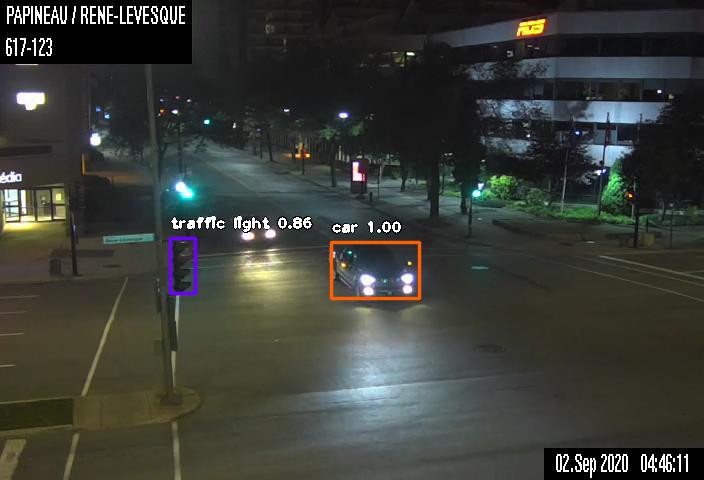 PAPINEAU / RENE-LEVESQUE
617-123
traffic light 0.86
car 1.00
édia
02.Sep 2020 04:46:11